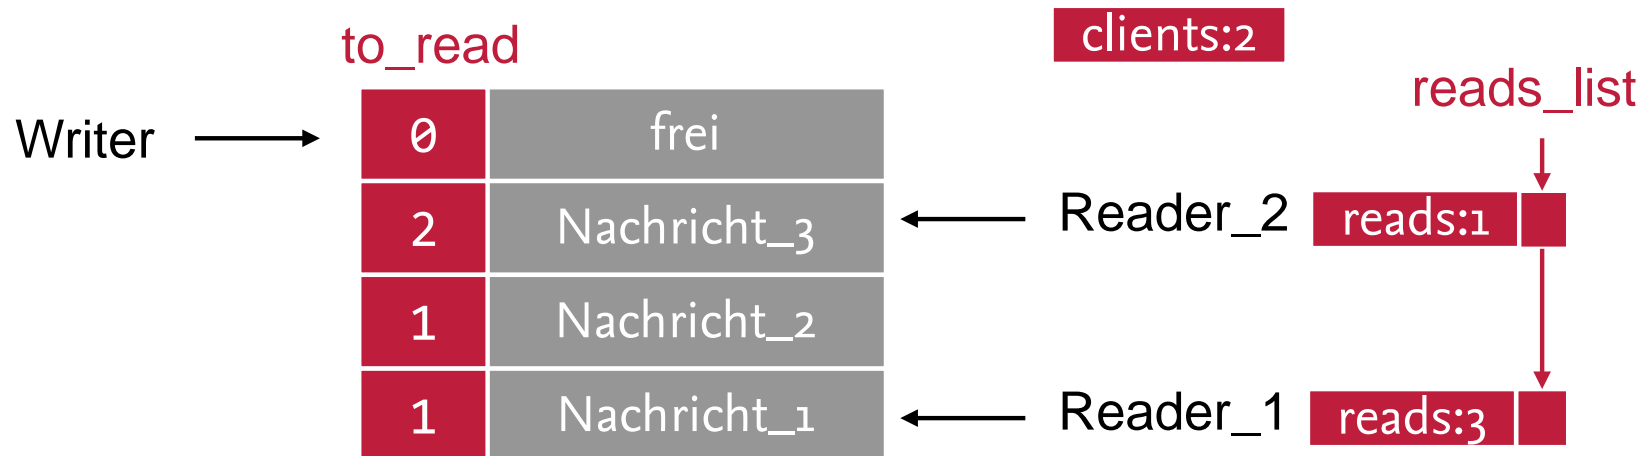 clients:2
to_read
reads_list
Writer
0 frei
2 Nachricht_3
Reader_2 reads:1
1 Nachricht_2
1 Nachricht_1
Reader_1 reads:3